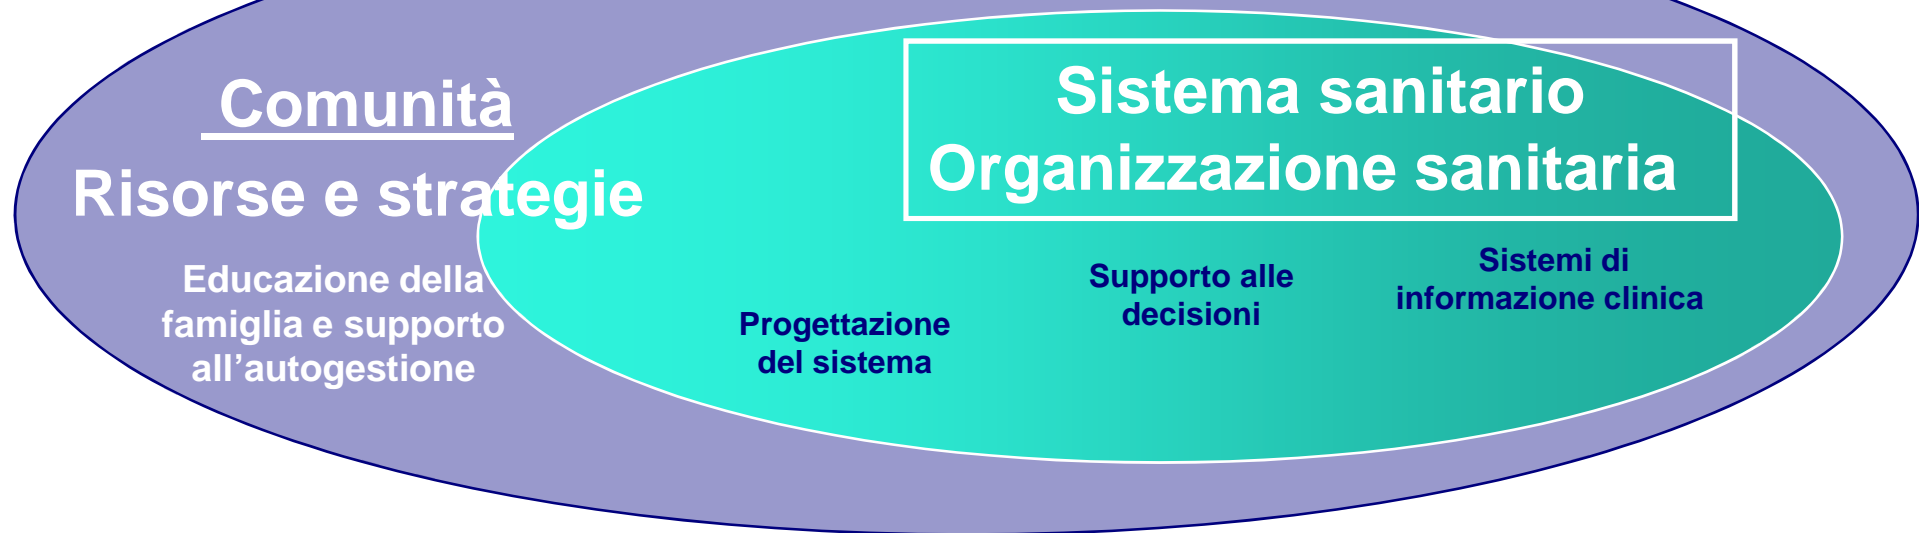 Comunità
Risorse e strategie
Educazione della
famiglia e supporto
all’autogestione
Sistema sanitario
Organizzazione sanitaria
Progettazione
del sistema
Supporto alle
decisioni
Sistemi di
informazione clinica